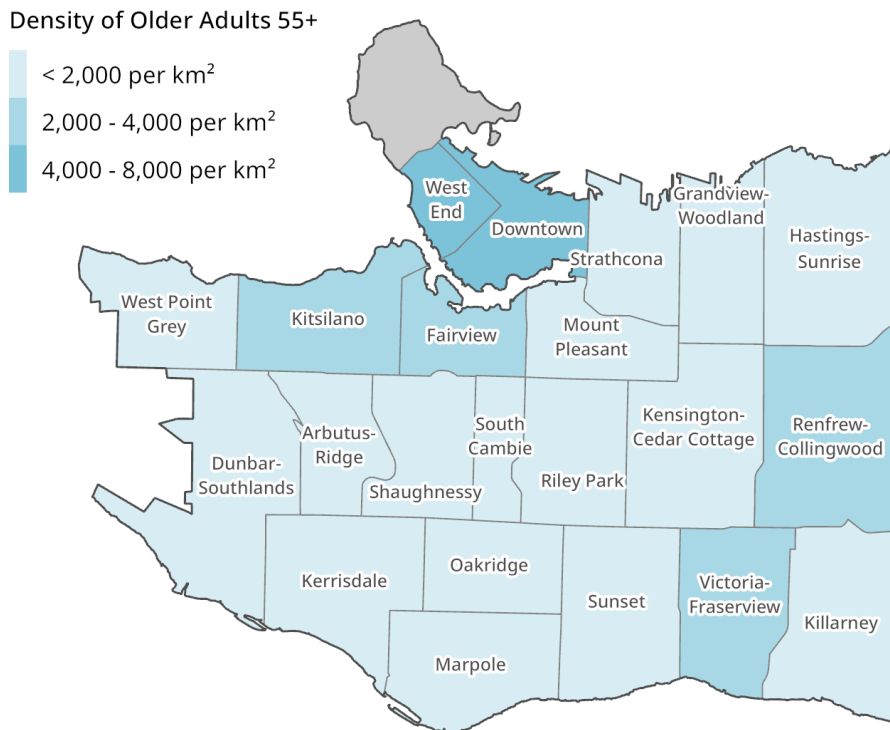 Density of Older Adults 55+
< 2,000 per km²
2,000 - 4,000 per km²
4,000 - 8,000 per km²
West
End
Downtown
Strathcona
Grandview-
Woodland
Hastings-
Sunrise
West Point
Grey
Kitsilano
Fairview
Mount
Pleasant
Dunbar-
Southlands
Arbutus-
Ridge
Shaughnessy
South
Cambie
Riley Park
Kensington-
Cedar Cottage
Renfrew-
Collingwood
Kerrisdale
Oakridge
Marpole
Sunset
Victoria-
Fraserview
Killarney